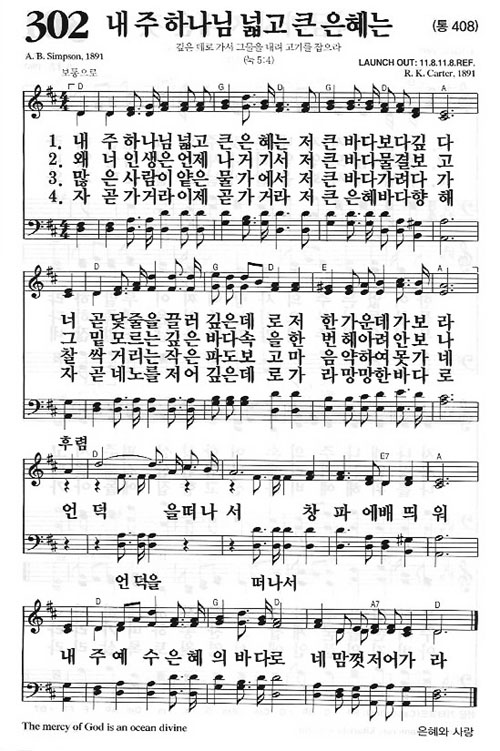 302 내 주 하나님 넓고 큰 은혜는 (통 408)
깊은 데로 가서 그물을 내려 고기를 잡으라
(눅 5:4)
A. B. Simpson, 1891
LAUNCH OUT: 11.8.11.8.REF.
R. K. Carter, 1891
보통으로
D G D A
1. 내 주 하나님 넓고 큰 은혜는 저 큰 바다보다 깊 다
2. 왜 너 인생은 언제 나 거기서 저 큰 바다 물결보 고
3. 많 은 사람이 얕은 물가에서 저 큰 바다 가려다 가
4. 자 곧 가거라 이제 곧 가거라 저 큰 은혜바다 향 해
D G D E A
너 곧 닻줄을 끌러 깊은 데 로 저 한 가운데 가 보 라
그 밑 모르는 깊은 바다 속 을 한 번 헤아려 안 보 나
찰 싹거리는 작은 파도 보 고 마 음 약하여 못 가 네
자 곧 네 노를 저어 깊은 데 로 가 라 망망한 바다 로
후렴
D E7 A
언 덕 을 떠나 서 창 파에 배 띄 워
언 덕을 떠나서
D G D A7 D
내 주 예 수 은 혜 의 바다로 네 맘껏 저어 가 라
The mercy of God is an ocean divine
은혜와 사랑